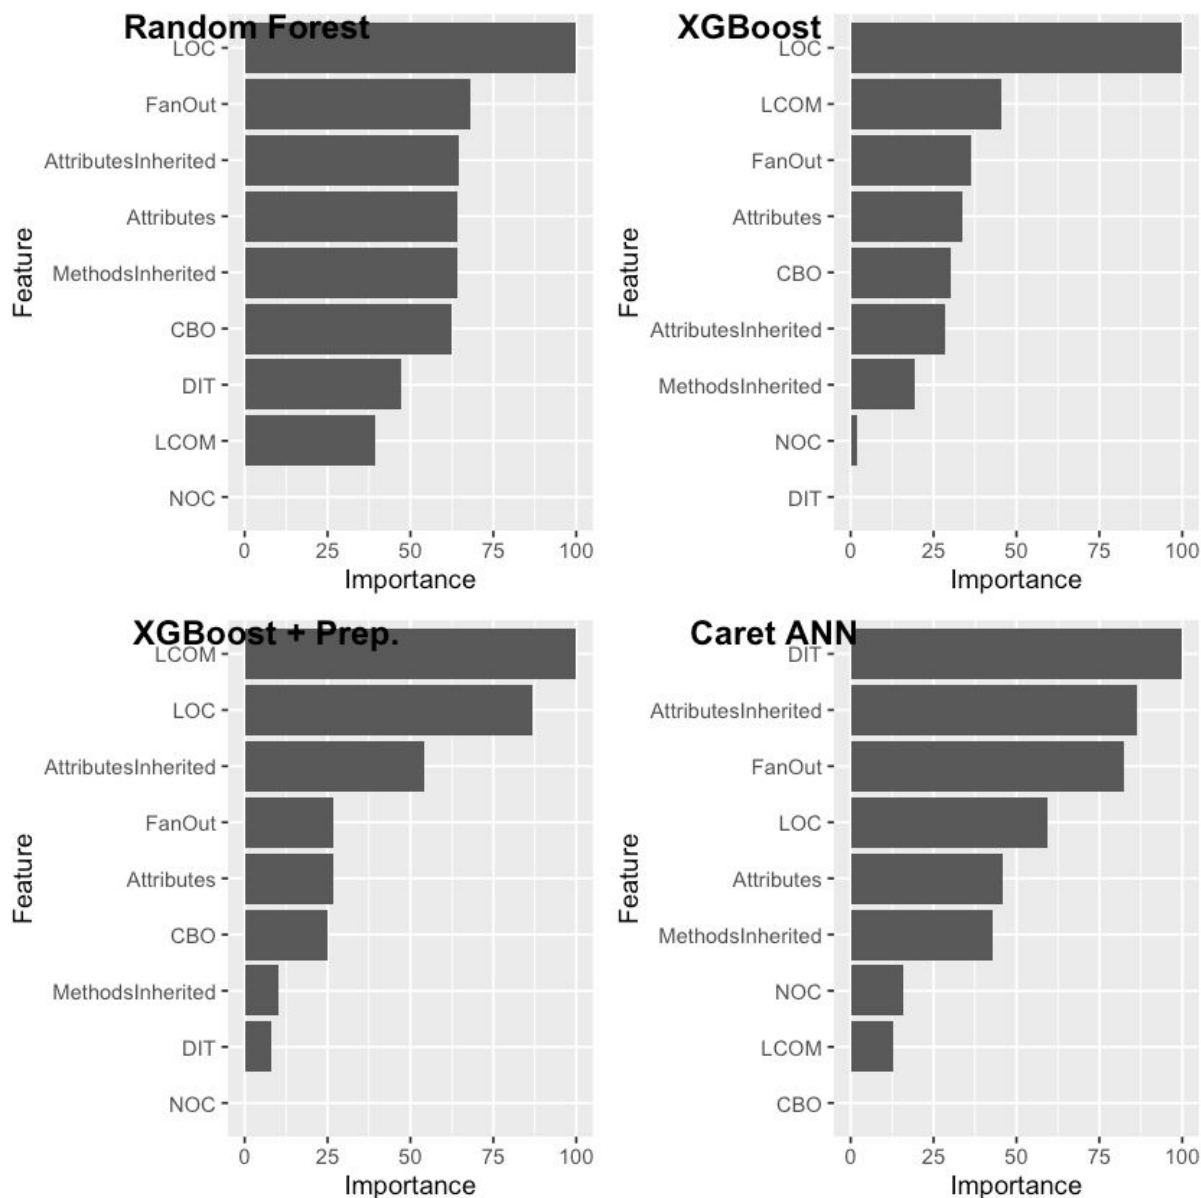 Random Forest
LOC
FanOut
AttributesInherited
Attributes
MethodsInherited
CBO
DIT
LCOM
NOC
Feature
0 25 50 75 100
Importance
XGBoost
LOC
LCOM
FanOut
Attributes
CBO
AttributesInherited
MethodsInherited
NOC
DIT
Feature
0 25 50 75 100
Importance
XGBoost + Prep.
LCOM
LOC
AttributesInherited
FanOut
Attributes
CBO
MethodsInherited
DIT
NOC
Feature
0 25 50 75 100
Importance
Caret ANN
DIT
AttributesInherited
FanOut
LOC
Attributes
MethodsInherited
NOC
LCOM
CBO
Feature
0 25 50 75 100
Importance